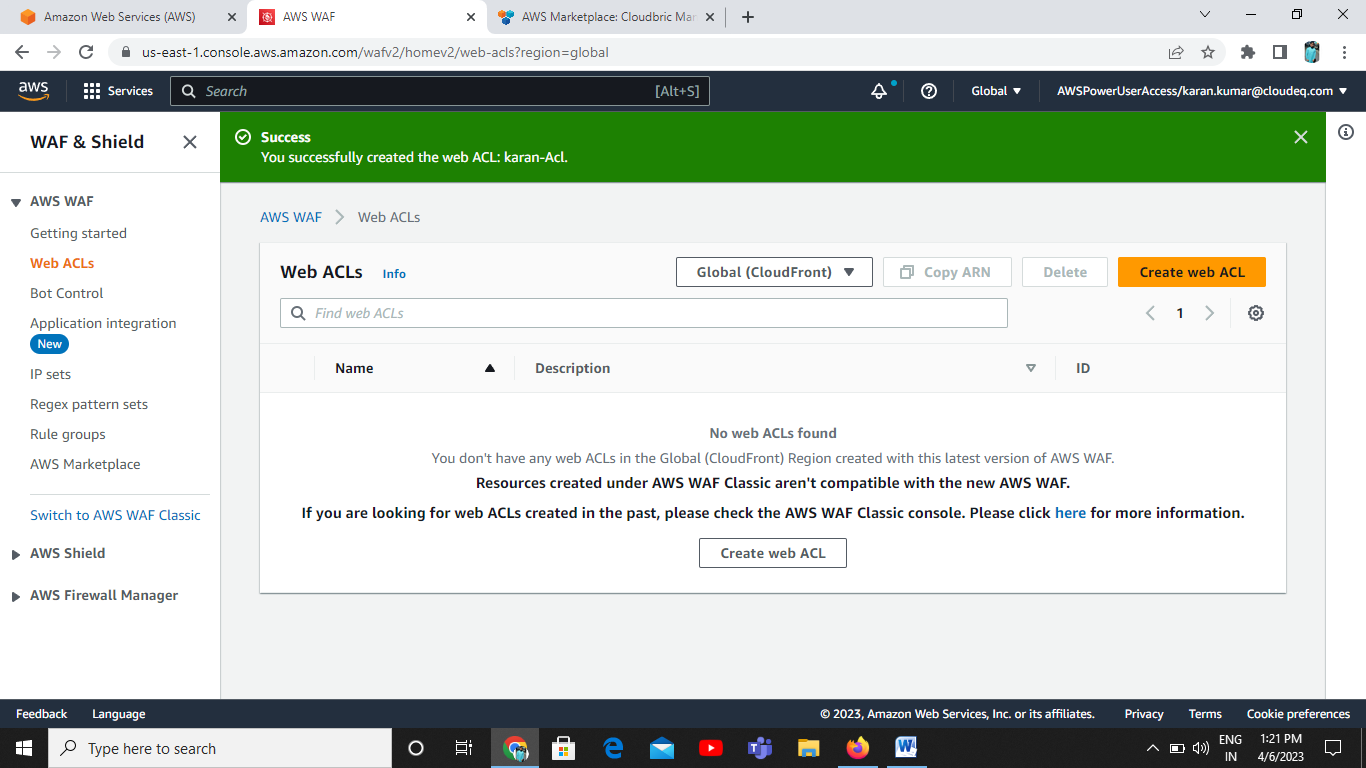 Amazon Web Services (AWS)
AWS WAF
AWS Marketplace: Cloudbric Mar
us-east-1.console.aws.amazon.com/wafv2/homev2/web-acls?region=global
aws
Services
Search
[Alt+S]
Global
AWSPowerUserAccess/karan.kumar@cloudeq.com
WAF & Shield
AWS WAF
Getting started
Web ACLs
Bot Control
Application integration
New
IP sets
Regex pattern sets
Rule groups
AWS Marketplace
Switch to AWS WAF Classic
AWS Shield
AWS Firewall Manager
Success
You successfully created the web ACL: karan-Acl.
AWS WAF
Web ACLs
Web ACLs
Info
Global (CloudFront)
Copy ARN
Delete
Create web ACL
Find web ACLs
1
Name
Description
ID
No web ACLs found
You don't have any web ACLs in the Global (CloudFront) Region created with this latest version of AWS WAF.
Resources created under AWS WAF Classic aren't compatible with the new AWS WAF.
If you are looking for web ACLs created in the past, please check the AWS WAF Classic console. Please click here for more information.
Create web ACL
Feedback
Language
© 2023, Amazon Web Services, Inc. or its affiliates.
Privacy
Terms
Cookie preferences
Type here to search
ENG
IN
1:21 PM
4/6/2023